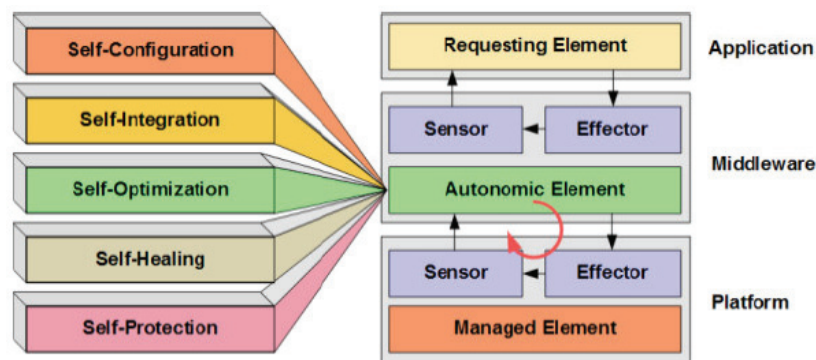 Self-Configuration
Self-Integration
Self-Optimization
Self-Healing
Self-Protection
Requesting Element
Application
Sensor
Effector
Middleware
Autonomic Element
Sensor
Effector
Platform
Managed Element